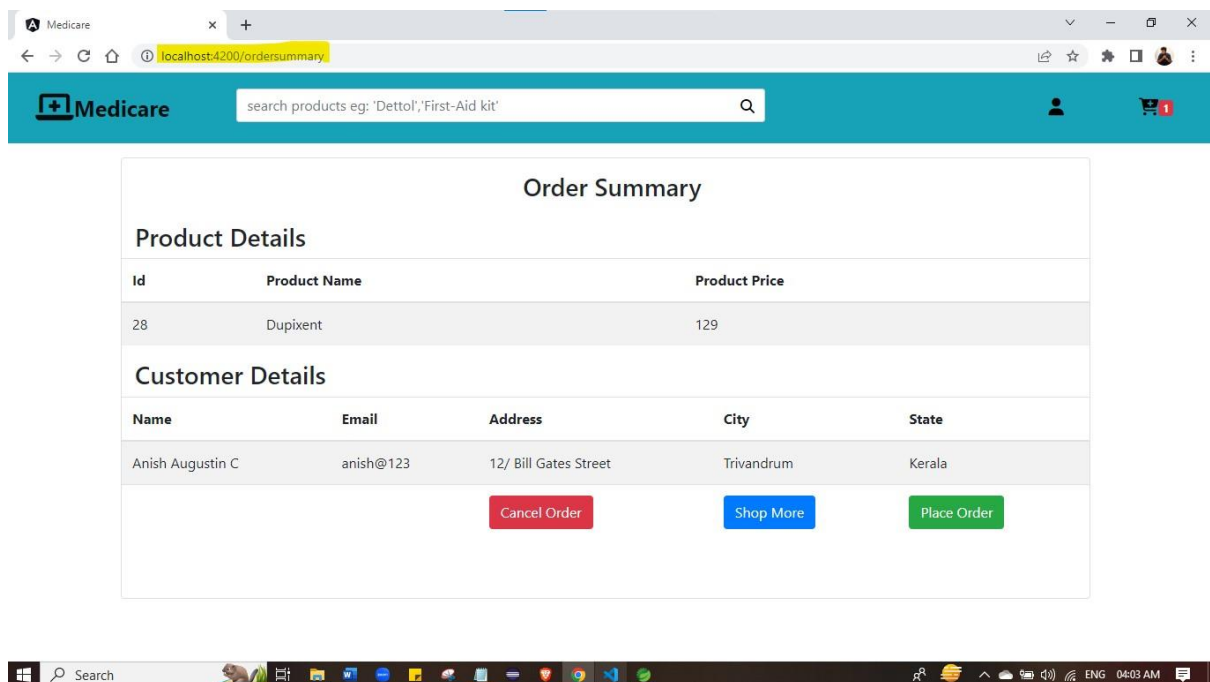 Medicare
localhost:4200/ordersummary
Medicare search products eg: 'Dettol','First-Aid kit' 1
Order Summary
Product Details
Id Product Name Product Price
28 Dupixent 129
Customer Details
Name Email Address City State
Anish Augustin C anish@123 12/ Bill Gates Street Trivandrum Kerala
Cancel Order Shop More Place Order
Search ENG 04:03 AM